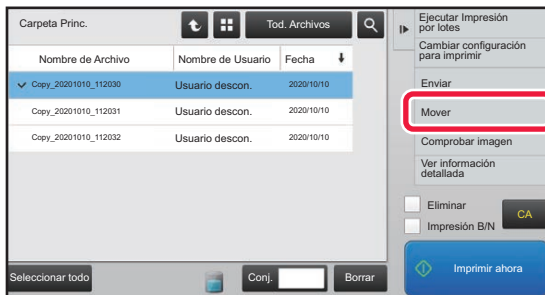 Carpeta Princ.
Tod. Archivos
Nombre de Archivo
Nombre de Usuario
Fecha
Copy_20201010_112030
Usuario descon.
2020/10/10
Copy_20201010_112031
Usuario descon.
2020/10/10
Copy_20201010_112032
Usuario descon.
2020/10/10
Seleccionar todo
Conj.
Borrar
Ejecutar Impresión
por lotes
Cambiar configuración
para imprimir
Enviar
Mover
Comprobar imagen
Ver información
detallada
Eliminar
Impresión B/N
CA
Imprimir ahora